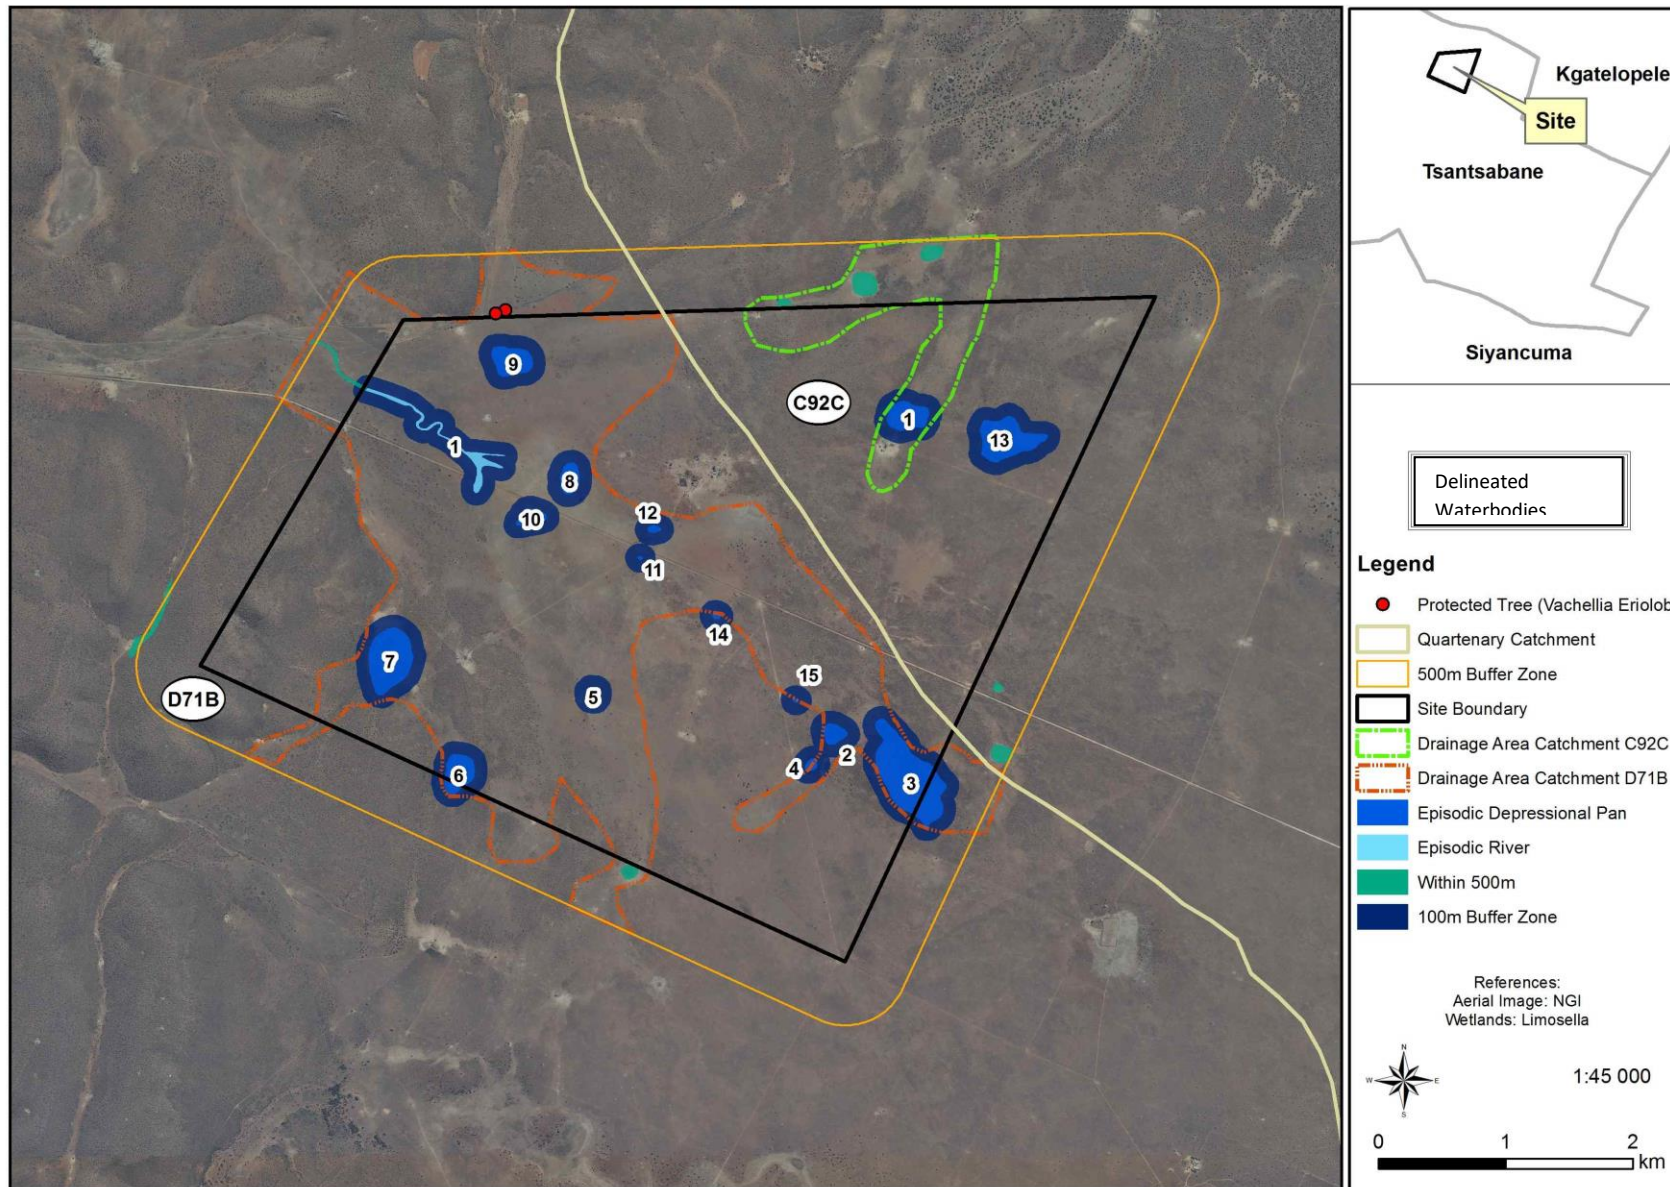 9
1
8
10
12
11
14
7
5
15
6
4
2
3
C92C
1
13
D71B
Kgatelopele
Site
Tsantsabane
Siyancuma
Delineated
Waterbodies
Legend
Protected Tree (Vachellia Eriolob
Quartenary Catchment
500m Buffer Zone
Site Boundary
Drainage Area Catchment C92C
Drainage Area Catchment D71B
Episodic Depressional Pan
Episodic River
Within 500m
100m Buffer Zone
References:
Aerial Image: NGI
Wetlands: Limosella
N
W E
S
1:45 000
0 1 2
km